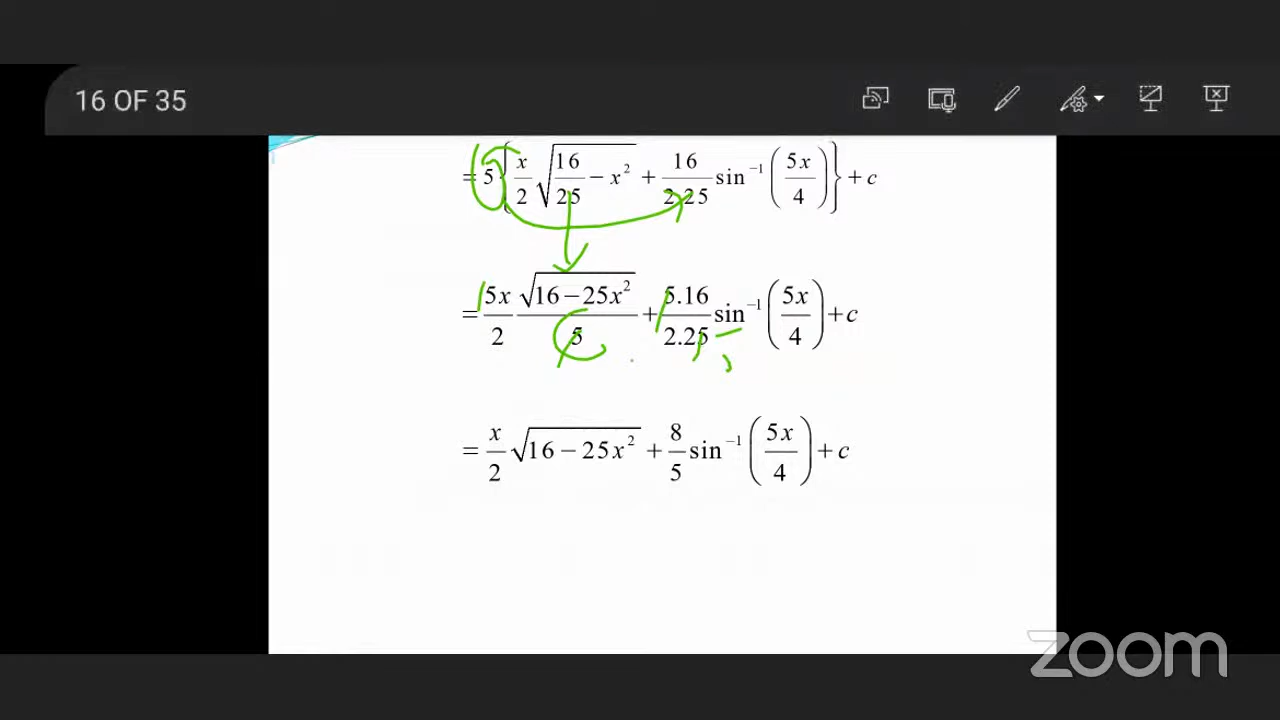 16 OF 35
= 5 { x/2 √(16/25 − x²) + 16/2.25 sin⁻¹ (5x/4) } + c
= 5x/2 √(16 − 25x²)/5 + 5.16/2.25 sin⁻¹ (5x/4) + c
= x/2 √(16 − 25x²) + 8/5 sin⁻¹ (5x/4) + c
zoom